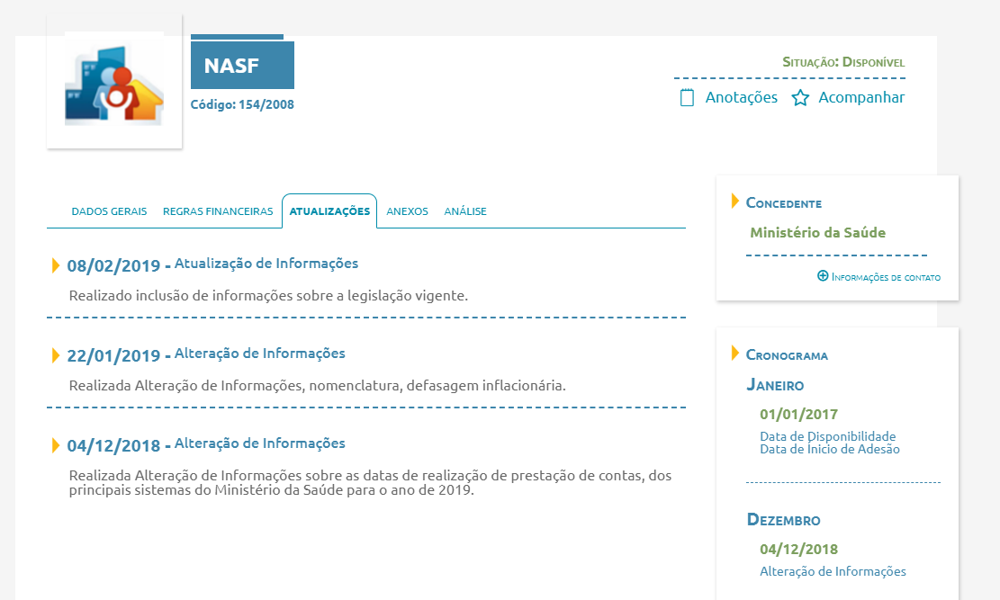 NASF
Código: 154/2008
Situação: Disponível
Anotações Acompanhar
DADOS GERAIS REGRAS FINANCEIRAS ATUALIZAÇÕES ANEXOS ANÁLISE
08/02/2019 - Atualização de Informações
Realizado inclusão de informações sobre a legislação vigente.
22/01/2019 - Alteração de Informações
Realizada Alteração de Informações, nomenclatura, defasagem inflacionária.
04/12/2018 - Alteração de Informações
Realizada Alteração de Informações sobre as datas de realização de prestação de contas, dos
principais sistemas do Ministério da Saúde para o ano de 2019.
Concedente
Ministério da Saúde
Informações de contato
Cronograma
Janeiro
01/01/2017
Data de Disponibilidade
Data de Ínicio de Adesão
Dezembro
04/12/2018
Alteração de Informações